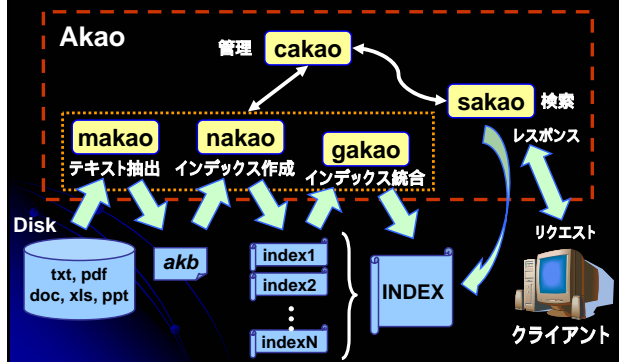 Akao
管理
cakao
sakao
検索
makao
nakao
gakao
テキスト抽出
インデックス作成
インデックス統合
レスポンス
Disk
リクエスト
txt, pdf
doc, xls, ppt
akb
index1
index2
indexN
INDEX
クライアント